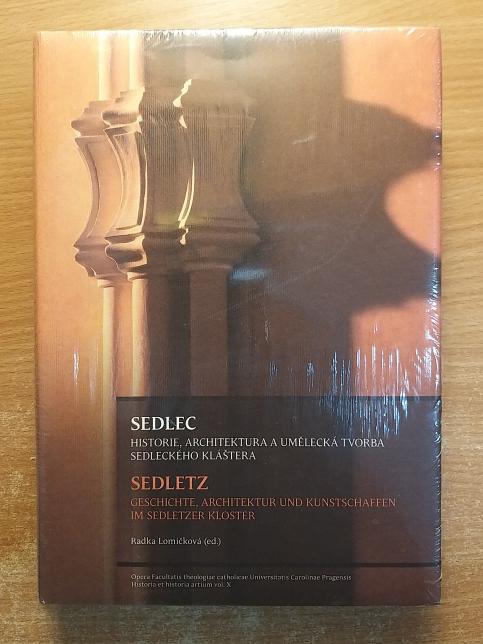 SEDLEC
HISTORIE, ARCHITEKTURA A UMĚLECKÁ TVORBA
SEDLECKÉHO KLÁŠTERA
SEDLETZ
GESCHICHTE, ARCHITEKTUR UND KUNSTSCHAFFEN
IM SEDLETZER KLOSTER
Radka Lomičková (ed.)
Opera Facultatis theologiae catholicae Universitatis Carolinae Pragensis
Historia et historia artium vol. X